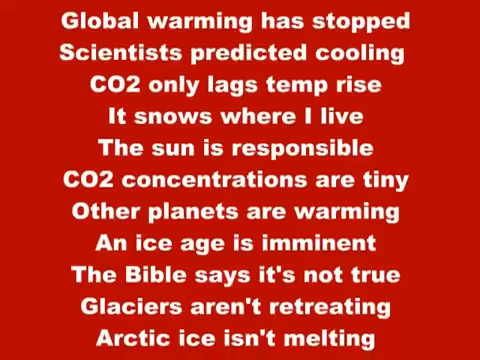 Global warming has stopped
Scientists predicted cooling
CO2 only lags temp rise
It snows where I live
The sun is responsible
CO2 concentrations are tiny
Other planets are warming
An ice age is imminent
The Bible says it's not true
Glaciers aren't retreating
Arctic ice isn't melting